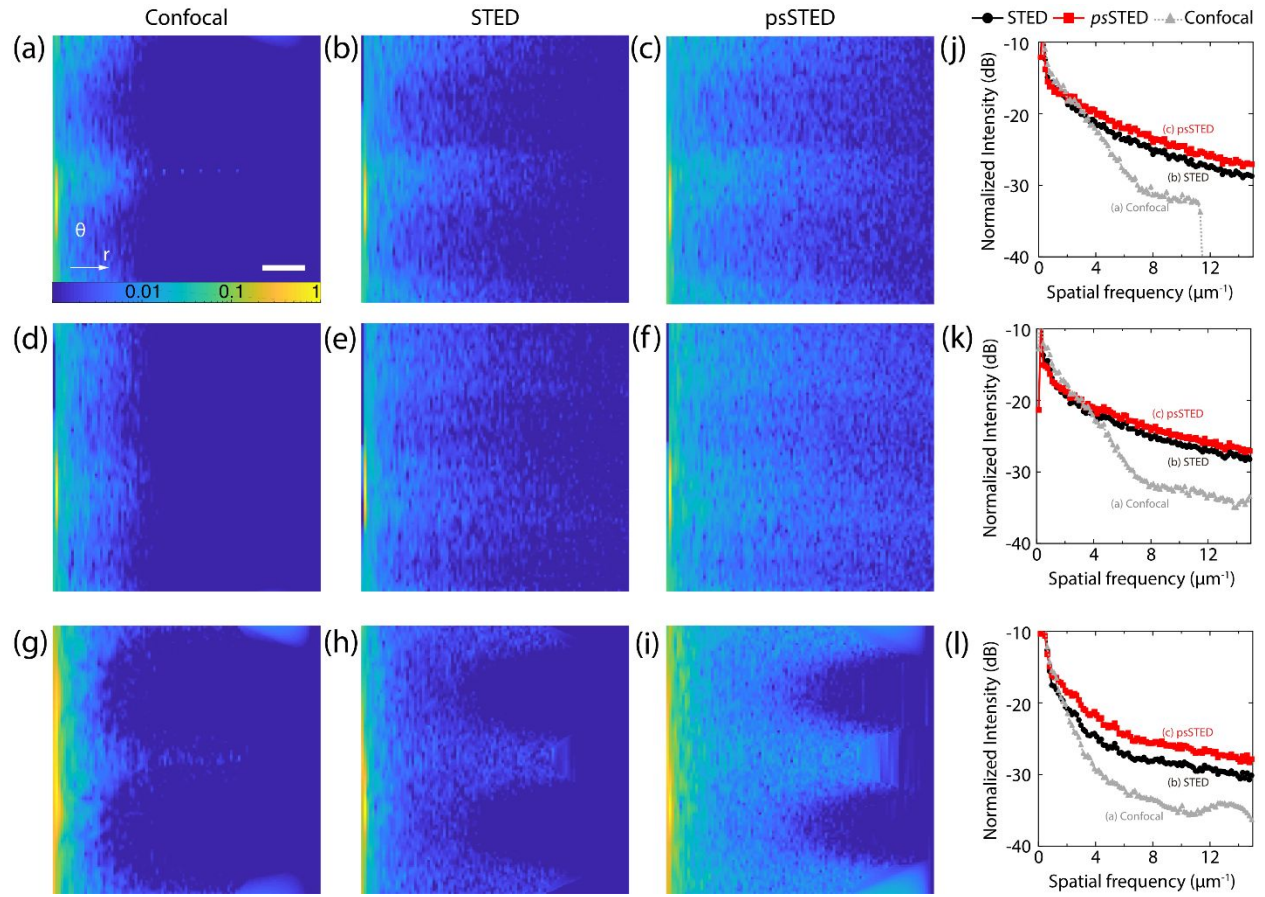 Confocal STED psSTED STED psSTED Confocal
(a) (b) (c) (j)
-10
-20
-30
-40
Normalized Intensity (dB)
(c) psSTED
(b) STED
(a) Confocal
0 4 8 12
Spatial frequency (µm⁻¹)
θ
r
0.01 0.1 1
(d) (e) (f) (k)
-10
-20
-30
-40
Normalized Intensity (dB)
(c) psSTED
(b) STED
(a) Confocal
0 4 8 12
Spatial frequency (µm⁻¹)
(g) (h) (i) (l)
-10
-20
-30
-40
Normalized Intensity (dB)
(c) psSTED
(b) STED
(a) Confocal
0 4 8 12
Spatial frequency (µm⁻¹)